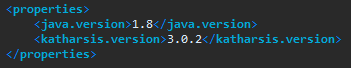 <properties>
    <java.version>1.8</java.version>
    <katharsis.version>3.0.2</katharsis.version>
</properties>